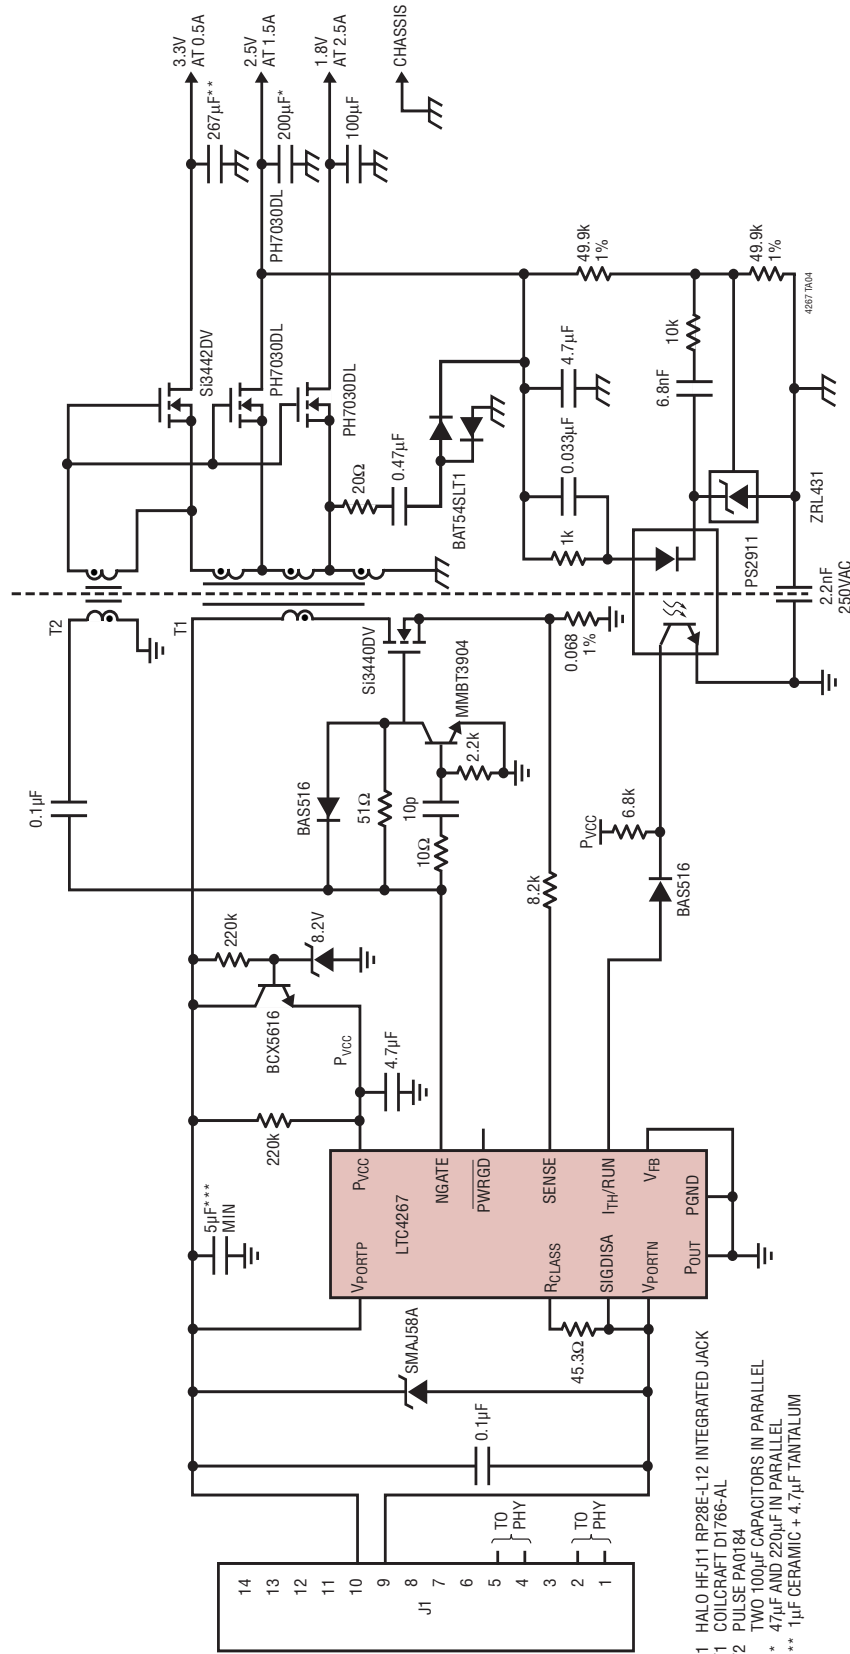 3.3V
AT 0.5A
2.5V
AT 1.5A
1.8V
AT 2.5A
CHASSIS
267µF**
200µF*
100µF
PH7030DL
Si3442DV
PH7030DL
PH7030DL
20Ω
0.47µF
BAT54SLT1
49.9k
1%
49.9k
1%
4267 TA04
4.7µF
0.033µF
1k
10k
6.8nF
ZRL431
PS2911
2.2nF
250VAC
T2
T1
0.1µF
Si3440DV
MMBT3904
0.068
1%
BAS516
51Ω
10p
10Ω
2.2k
8.2k
PVCC
6.8k
BAS516
220k
8.2V
BCX5616
PVCC
4.7µF
220k
5µF***
MIN
PVCC
NGATE
PWRGD
SENSE
ITH/RUN
VFB
LTC4267
VPORTP
RCLASS
SIGDISA
VPORTN
POUT
PGND
45.3Ω
SMAJ58A
0.1µF
14
13
12
11
10
9
8
7
6
5
4
3
2
1
J1
TO
PHY
TO
PHY
1 HALO HFJ11 RP28E-L12 INTEGRATED JACK
1 COILCRAFT D1766-AL
2 PULSE PA0184
TWO 100µF CAPACITORS IN PARALLEL
* 47µF AND 220µF IN PARALLEL
** 1µF CERAMIC + 4.7µF TANTALUM